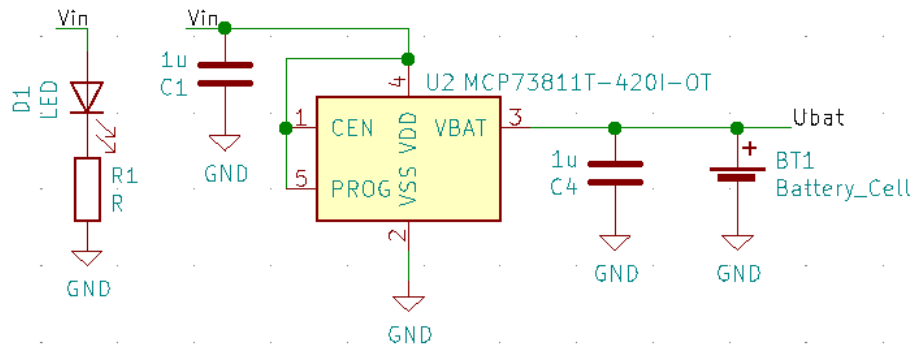 Vin
D1
LED
R1
R
GND
Vin
1u
C1
GND
U2 MCP73811T-420I-OT
4
1
CEN
VDD
VBAT
3
5
PROG
VSS
2
GND
Ubat
1u
C4
GND
+
BT1
Battery_Cell
GND